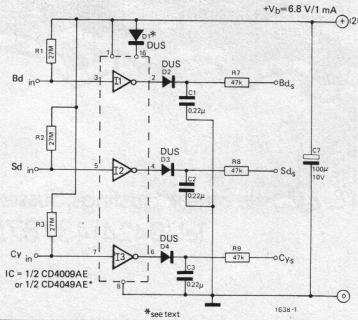 +Vb=6.8 V/1 mA
D1*
DUS
R1
27M
1
16
DUS
D2
R7
47k
Bd in
3
I1
2
Bds
C1
0.22µ
R2
27M
DUS
D3
R8
47k
C7
100µ
10V
Sd in
5
I2
4
Sds
C2
0.22µ
R3
27M
DUS
D4
R9
47k
Cy in
7
I3
6
Cys
C3
0.22µ
8
0
IC = 1/2 CD4009AE
or 1/2 CD4049AE*
*see text
1638-1